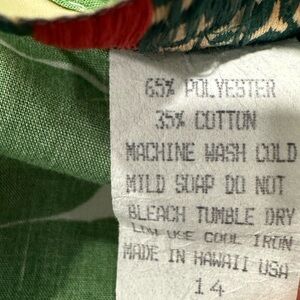 65% POLYESTER
35% COTTON
MACHINE WASH COLD
MILD SOAP DO NOT
BLEACH TUMBLE DRY
LOW USE COOL IRON
MADE IN HAWAII USA
14